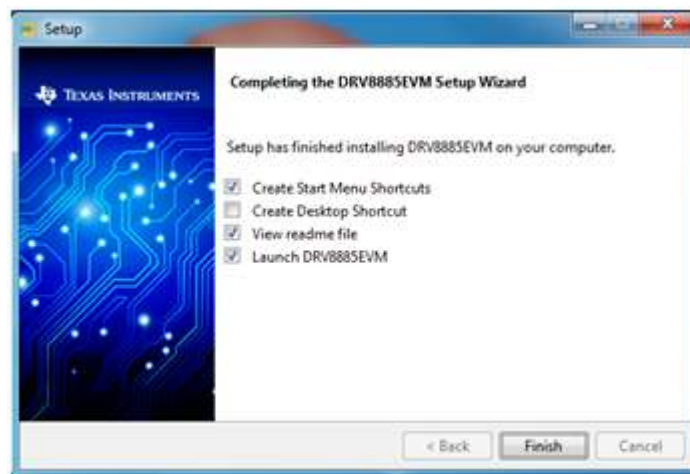 Setup
TEXAS INSTRUMENTS
Completing the DRV8885EVM Setup Wizard
Setup has finished installing DRV8885EVM on your computer.
Create Start Menu Shortcuts
Create Desktop Shortcut
View readme file
Launch DRV8885EVM
< Back Finish Cancel